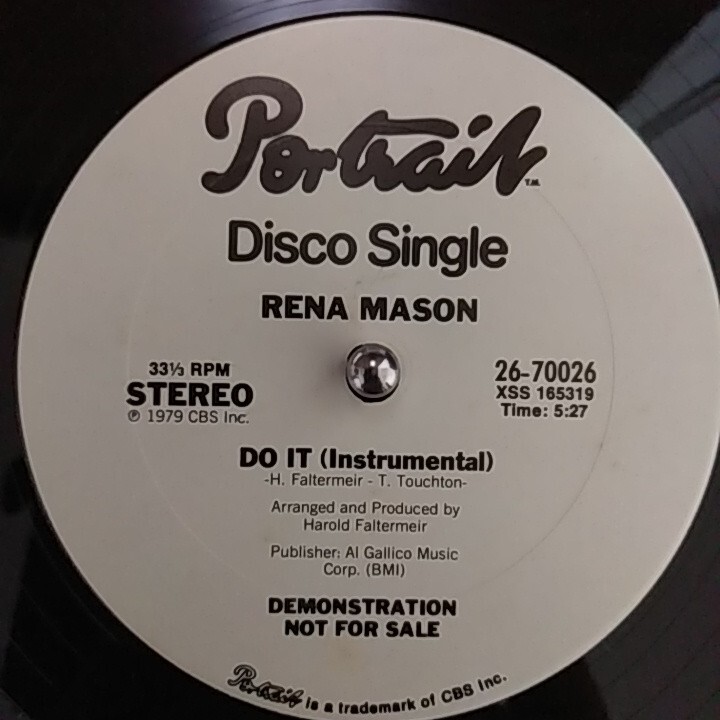 Portrait T.M.
Disco Single
RENA MASON
33⅓ RPM
STEREO
℗ 1979 CBS Inc.
26-70026
XSS 165319
Time: 5:27
DO IT (Instrumental)
-H. Faltermeir - T. Touchton-
Arranged and Produced by
Harold Faltermeir
Publisher: Al Gallico Music
Corp. (BMI)
DEMONSTRATION
NOT FOR SALE
Portrait is a trademark of CBS Inc.